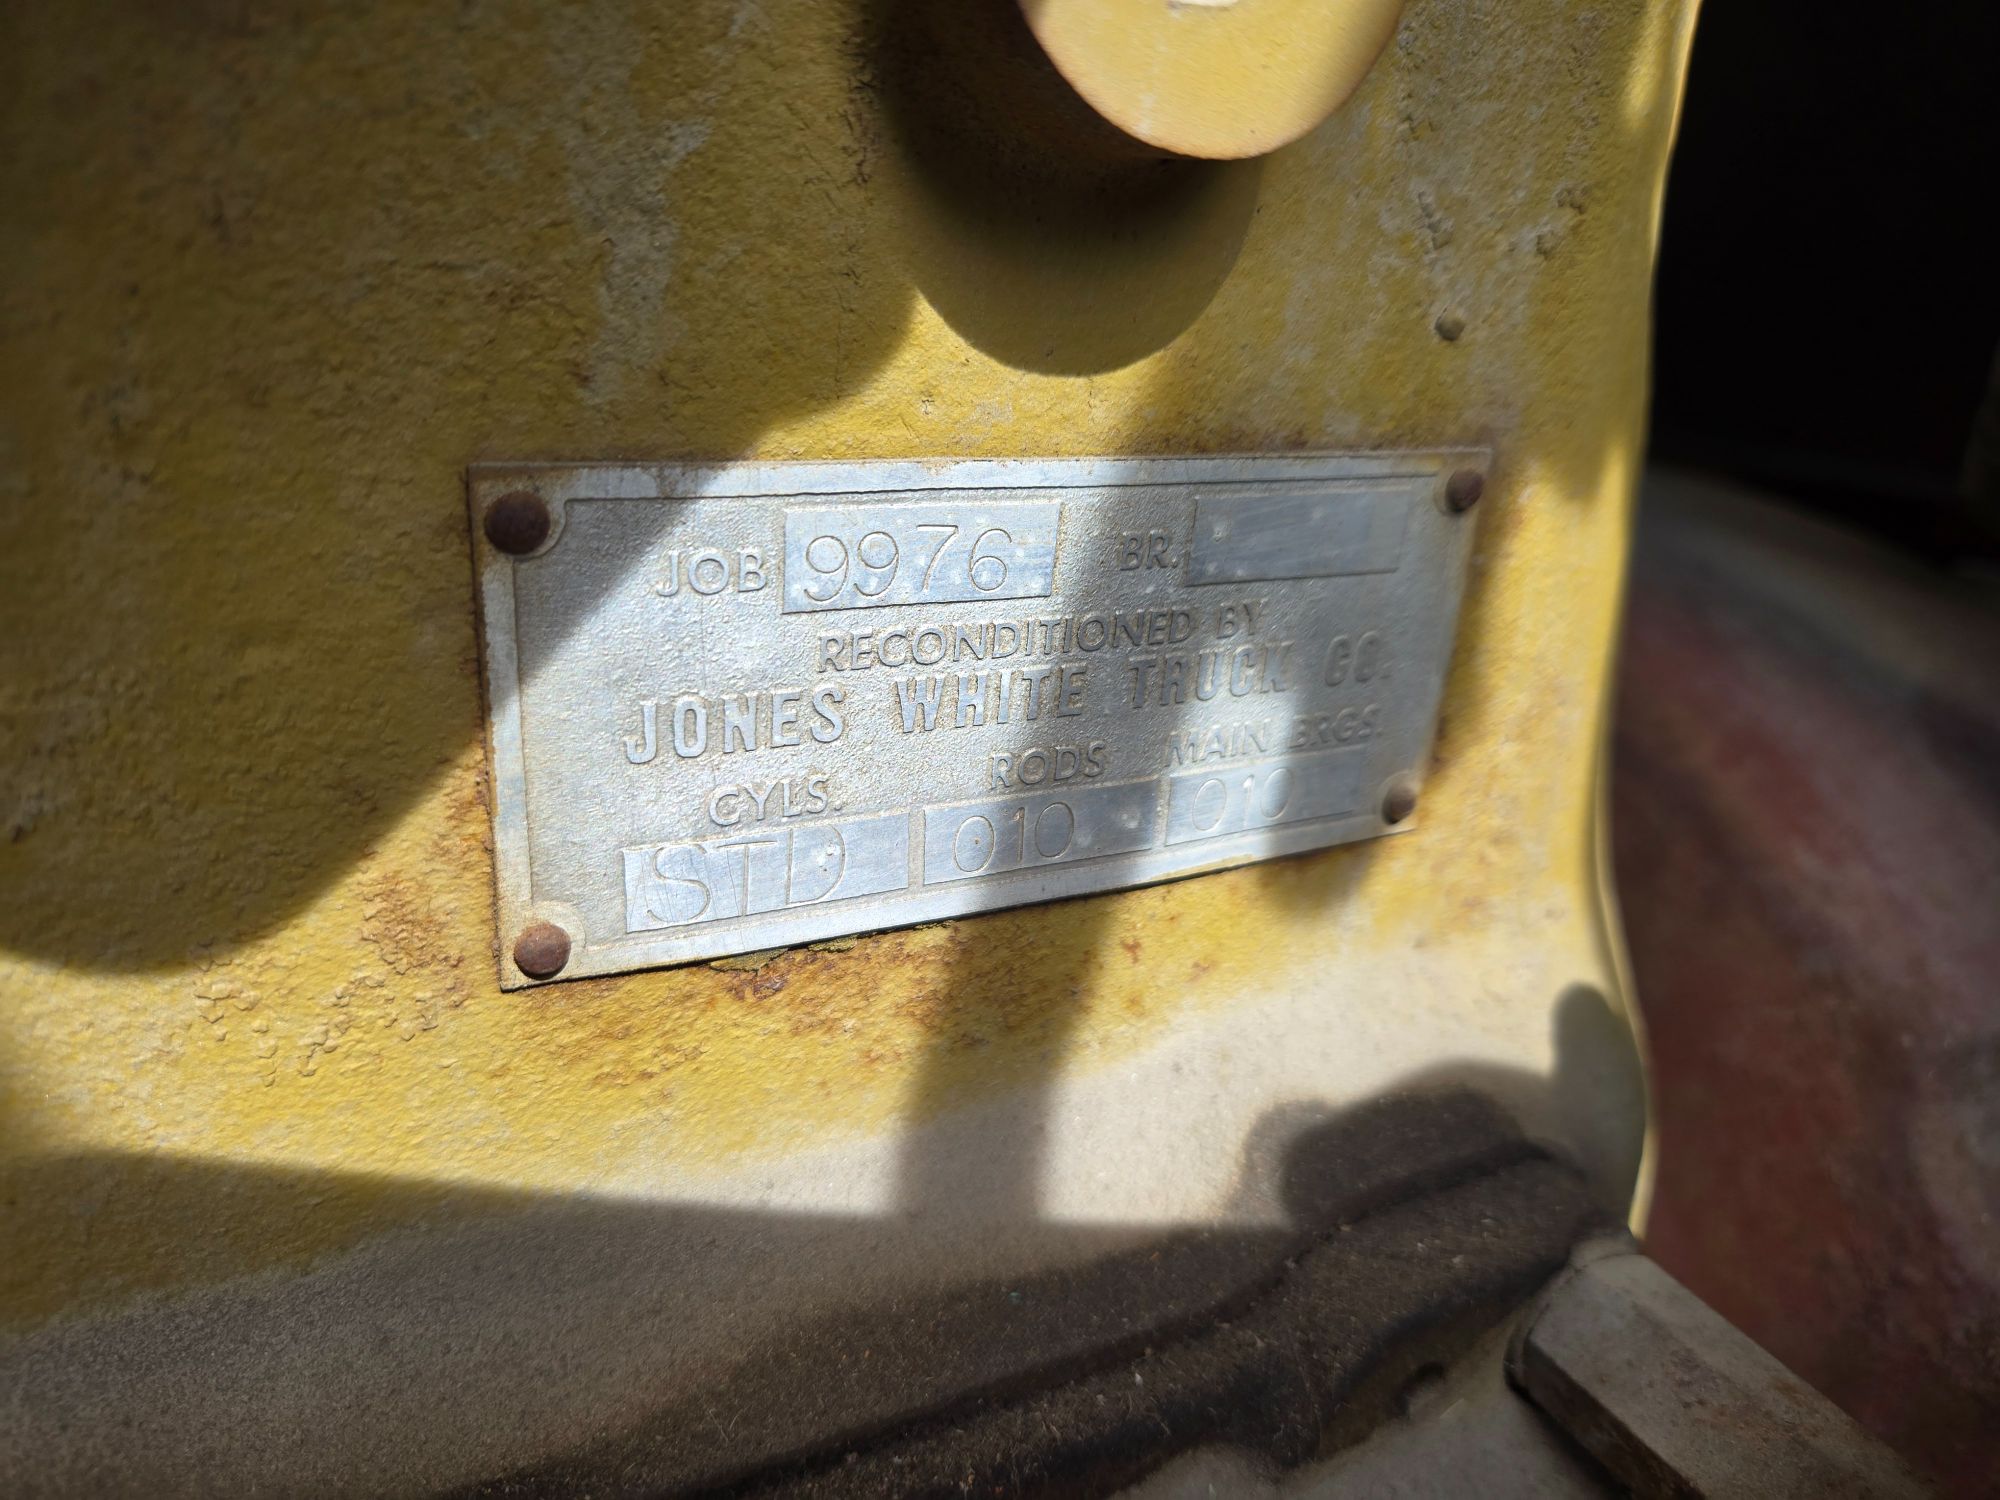 JOB 9976 BR.
RECONDITIONED BY
JONES WHITE TRUCK CO.
CYLS. RODS MAIN BRGS.
STD 010 010